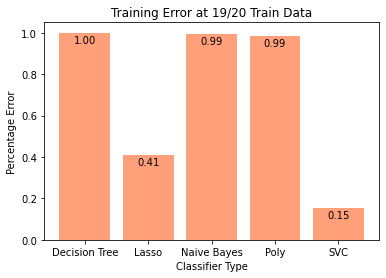 Training Error at 19/20 Train Data
Percentage Error
1.0
0.8
0.6
0.4
0.2
0.0
1.00
0.41
0.99
0.99
0.15
Decision Tree
Lasso
Naive Bayes
Poly
SVC
Classifier Type